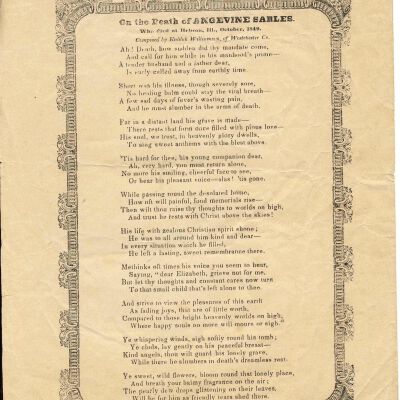 On the Death of ANGEVINE SABLES.
Who died at Ill., October, 1849.
Composed by Williamson, of Westchester Co.
Ah! Death, how sudden did thy mandate come,
And call for him while in his manhood's prime—
A tender husband and a father dear,
Is early called away from earthly time.
Short was his illness, though severely sore,
No healing balm could stay the vital breath—
A few sad days of fever's wasting pain,
And he must slumber in the arms of death.
Far in a distant land his grave is made—
There rests that form once filled with pious love—
His soul, we trust, in heavenly glory dwells,
To sing sweet anthems with the blest above.
'Tis hard for thee, his young companion dear,
Ah, very hard, you must return alone,
No more his smiling, cheerful face to see,
Or hear his pleasant voice—alas! 'tis gone.
While passing round the desolated home,
How oft will painful, fond memorials rise—
Then wilt thou raise thy thoughts to worlds on high,
And trust he rests with Christ above the skies!
His life with zealous Christian spirit shone;
He was to all around him kind and dear—
In every situation which he filled,
He left a lasting, sweet remembrance there.
Methinks oft times his voice you seem to hear,
Saying, "dear Elizabeth, grieve not for me.
But let thy thoughts and constant cares now turn
To that small child that's left alone to thee.
And strive to view the pleasures of this earth
As fading joys, that are of little worth,
Compared to those bright heavenly worlds on high,
Where happy souls no more will mourn or sigh."
Ye whispering winds, sigh softly round his tomb;
Ye clods, lay gently on his peaceful breast—
Kind angels, thou wilt guard his lonely grave,
While there he slumbers in death's dreamless rest.
Ye sweet, wild flowers, bloom round that lonely place,
And breath your balmy fragrance on the air;
The pearly dew drops glittering on their leaves,
Will be for him as friendly tears shed there.